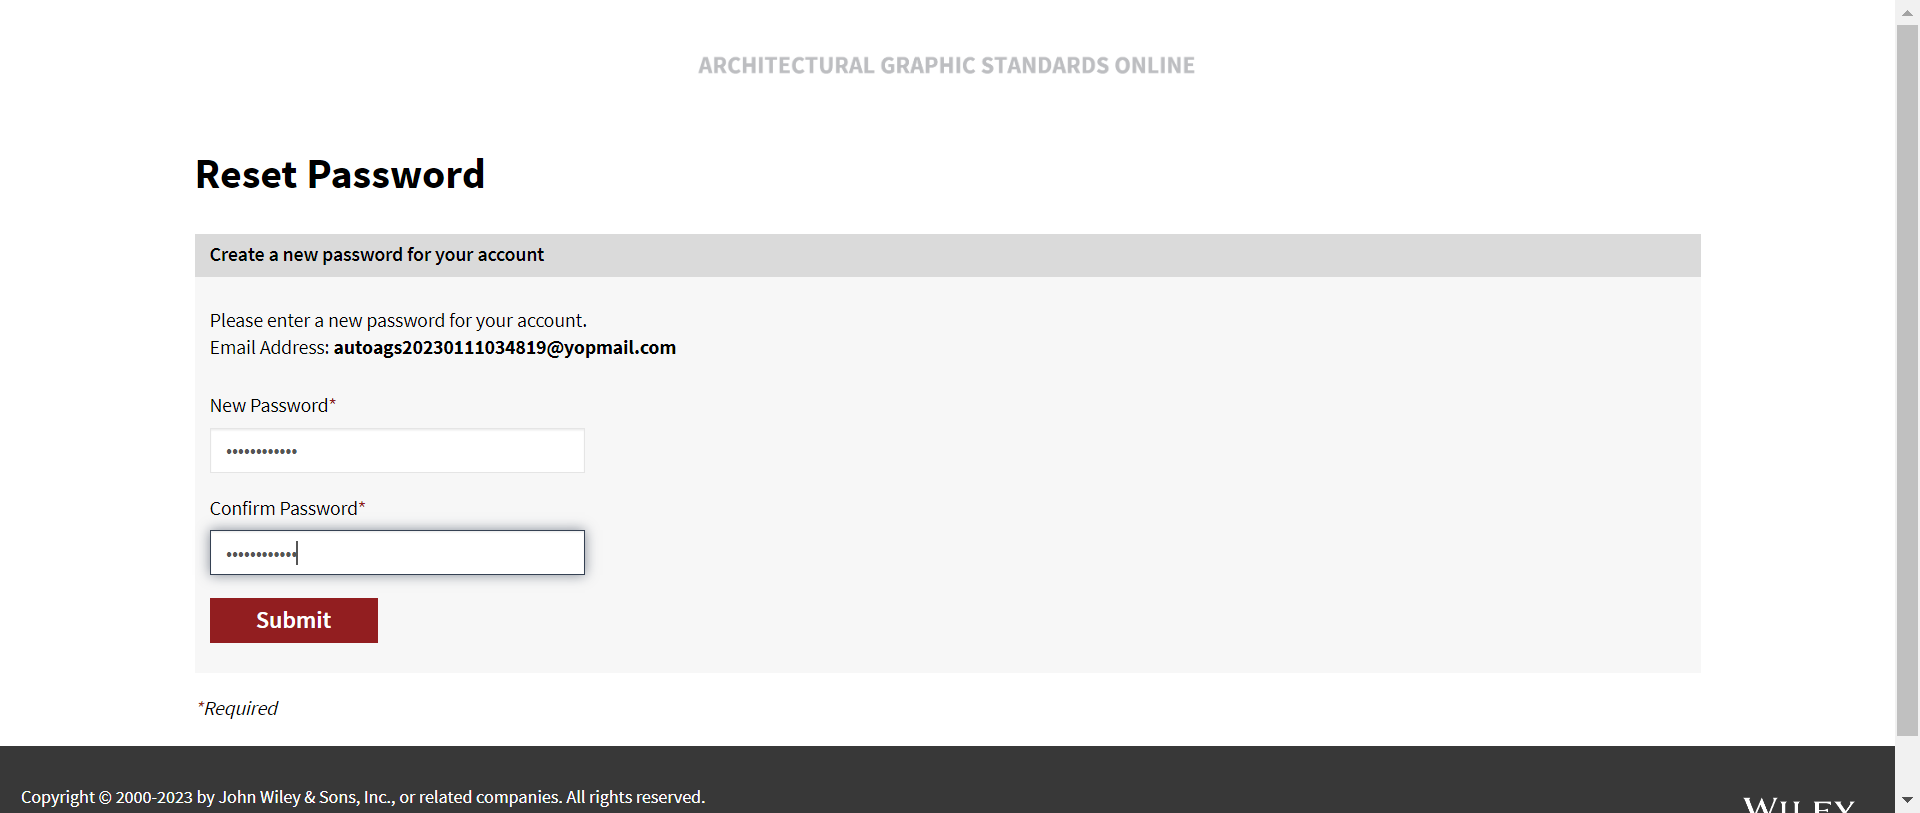 ARCHITECTURAL GRAPHIC STANDARDS ONLINE
Reset Password
Create a new password for your account
Please enter a new password for your account.
Email Address: autoags20230111034819@yopmail.com
New Password*
••••••••••••
Confirm Password*
••••••••••••
Submit
*Required
Copyright © 2000-2023 by John Wiley & Sons, Inc., or related companies. All rights reserved.
WILEY